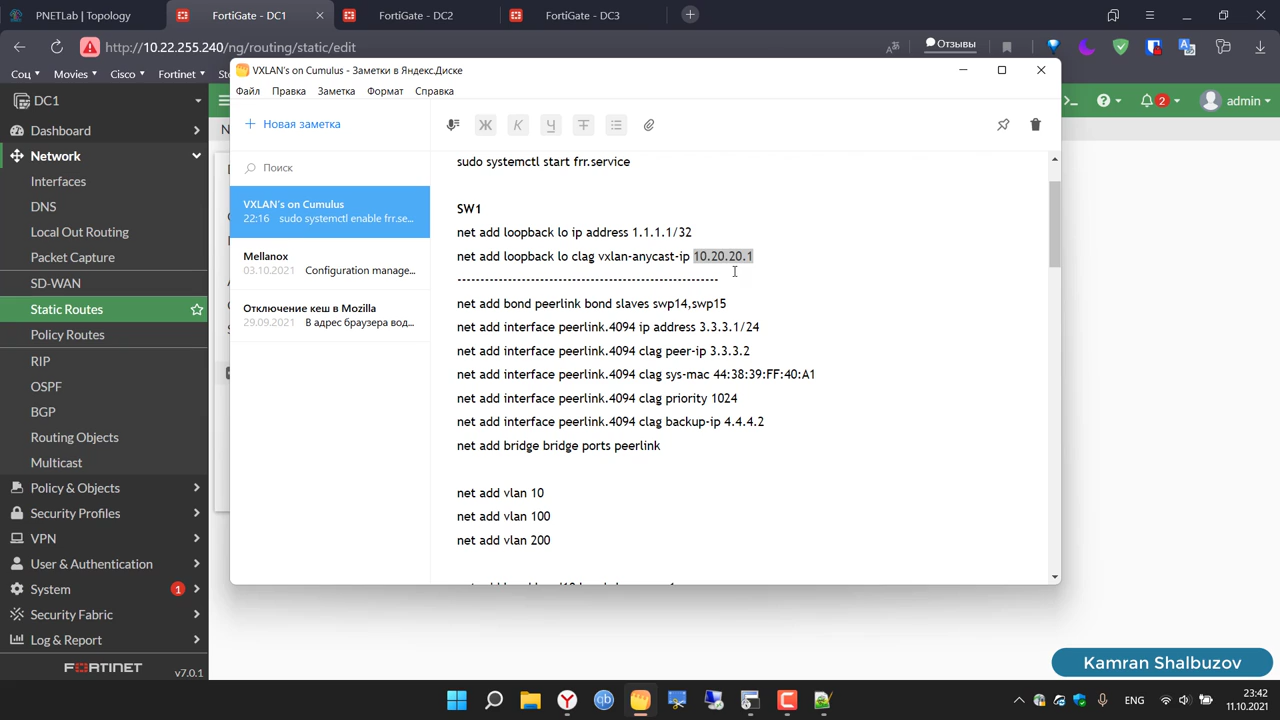 PNETLab | Topology
FortiGate - DC1
FortiGate - DC2
FortiGate - DC3
http://10.22.255.240/ng/routing/static/edit
Отзывы
Соц
Movies
Cisco
Fortinet
VXLAN's on Cumulus - Заметки в Яндекс.Диске
Файл
Правка
Заметка
Формат
Справка
DC1
2
admin
Новая заметка
Ж
К
Ч
Т
Поиск
VXLAN's on Cumulus
22:16 sudo systemctl enable frr.se...
Mellanox
03.10.2021 Configuration manage...
Отключение кеш в Mozilla
29.09.2021 В адрес браузера вод...
sudo systemctl start frr.service
SW1
net add loopback lo ip address 1.1.1.1/32
net add loopback lo clag vxlan-anycast-ip 10.20.20.1
--------------------------------------------------------
net add bond peerlink bond slaves swp14,swp15
net add interface peerlink.4094 ip address 3.3.3.1/24
net add interface peerlink.4094 clag peer-ip 3.3.3.2
net add interface peerlink.4094 clag sys-mac 44:38:39:FF:40:A1
net add interface peerlink.4094 clag priority 1024
net add interface peerlink.4094 clag backup-ip 4.4.4.2
net add bridge bridge ports peerlink
net add vlan 10
net add vlan 100
net add vlan 200
Dashboard
Network
Interfaces
DNS
Local Out Routing
Packet Capture
SD-WAN
Static Routes
Policy Routes
RIP
OSPF
BGP
Routing Objects
Multicast
Policy & Objects
Security Profiles
VPN
User & Authentication
System
1
Security Fabric
Log & Report
FORTINET
v7.0.1
Kamran Shalbuzov
ENG
23:42
11.10.2021